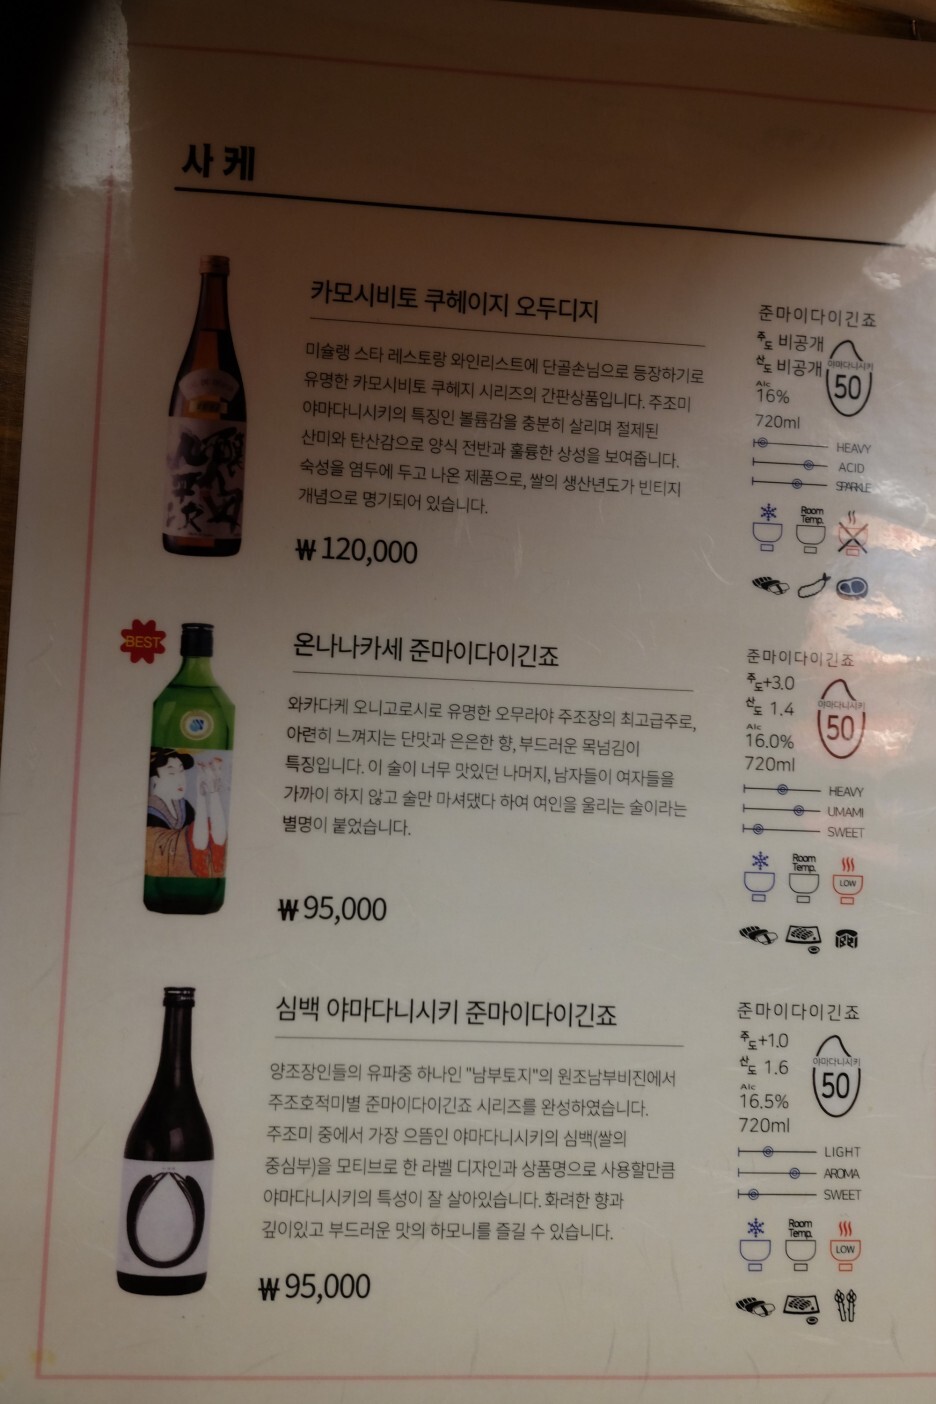 사케
카모시비토 쿠헤이지 오두디지
미슐랭 스타 레스토랑 와인리스트에 단골손님으로 등장하기로
유명한 카모시비토 쿠헤지 시리즈의 간판상품입니다. 주조미
야마다니시키의 특징인 볼륨감을 충분히 살리며 절제된
산미와 탄산감으로 양식 전반과 훌륭한 상성을 보여줍니다.
숙성을 염두에 두고 나온 제품으로, 쌀의 생산년도가 빈티지
개념으로 명기되어 있습니다.
₩ 120,000
준마이다이긴죠
주도 비공개
산도 비공개
야마다니시키
50
Alc
16%
720ml
HEAVY
ACID
SPARKLE
Room Temp.
BEST
온나나카세 준마이다이긴죠
와카다케 오니고로시로 유명한 오무라야 주조장의 최고급주로,
아련히 느껴지는 단맛과 은은한 향, 부드러운 목넘김이
특징입니다. 이 술이 너무 맛있던 나머지, 남자들이 여자들을
가까이 하지 않고 술만 마셔댔다 하여 여인을 울리는 술이라는
별명이 붙었습니다.
₩ 95,000
준마이다이긴죠
주도+3.0
산도 1.4
야마다니시키
50
Alc
16.0%
720ml
HEAVY
UMAMI
SWEET
Room Temp.
LOW
심백 야마다니시키 준마이다이긴죠
양조장인들의 유파중 하나인 "남부토지"의 원조남부비진에서
주조호적미별 준마이다이긴죠 시리즈를 완성하였습니다.
주조미 중에서 가장 으뜸인 야마다니시키의 심백(쌀의
중심부)을 모티브로 한 라벨 디자인과 상품명으로 사용할만큼
야마다니시키의 특성이 잘 살아있습니다. 화려한 향과
깊이있고 부드러운 맛의 하모니를 즐길 수 있습니다.
₩ 95,000
준마이다이긴죠
주도+1.0
산도 1.6
야마다니시키
50
Alc
16.5%
720ml
LIGHT
AROMA
SWEET
Room Temp.
LOW